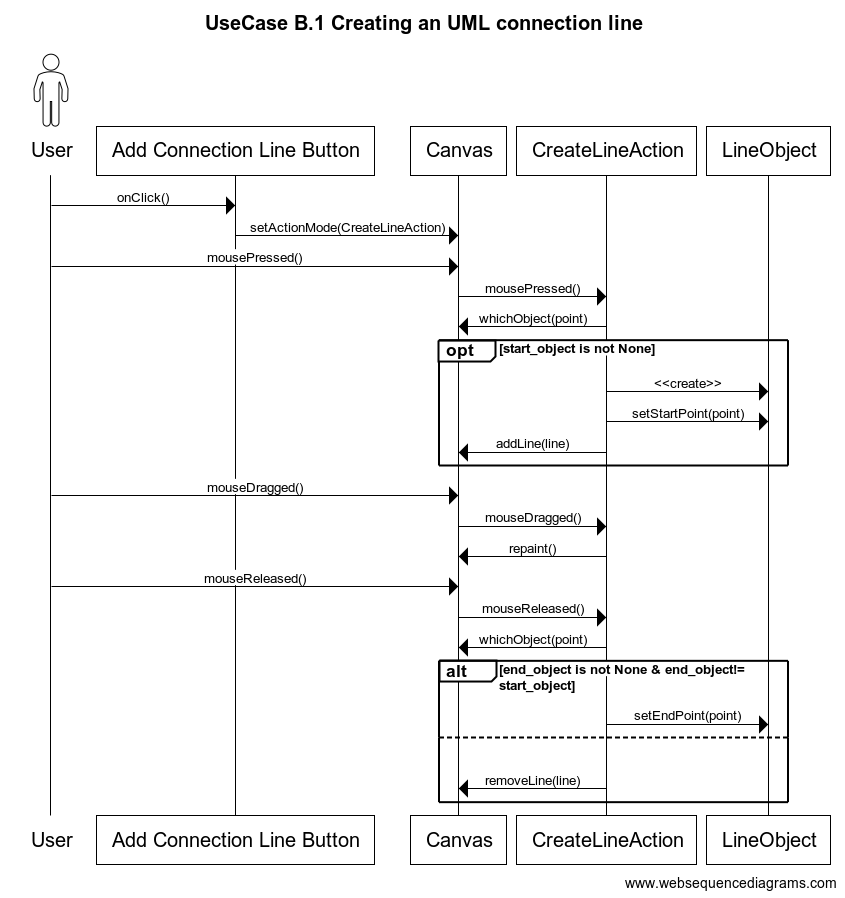 UseCase B.1 Creating an UML connection line
User
Add Connection Line Button
Canvas
CreateLineAction
LineObject
onClick()
setActionMode(CreateLineAction)
mousePressed()
mousePressed()
whichObject(point)
opt
[start_object is not None]
<<create>>
setStartPoint(point)
addLine(line)
mouseDragged()
mouseDragged()
repaint()
mouseReleased()
mouseReleased()
whichObject(point)
alt
[end_object is not None & end_object!=
start_object]
setEndPoint(point)
removeLine(line)
User
Add Connection Line Button
Canvas
CreateLineAction
LineObject
www.websequencediagrams.com